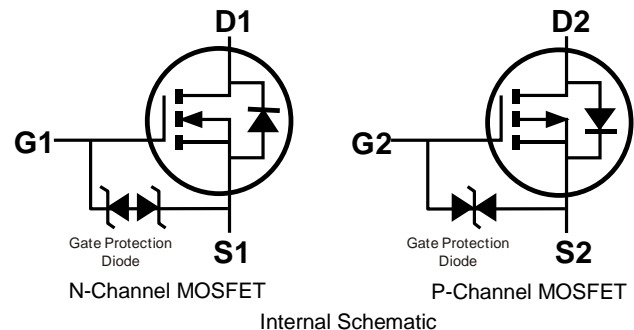 D1
D2
G1
G2
Gate Protection
Diode
S1
Gate Protection
Diode
S2
N-Channel MOSFET
P-Channel MOSFET
Internal Schematic